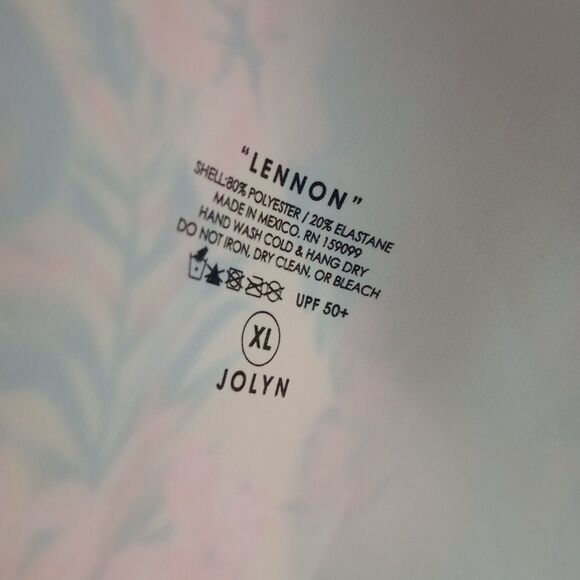 “LENNON”
SHELL:80% POLYESTER / 20% ELASTANE
MADE IN MEXICO. RN 159099
HAND WASH COLD & HANG DRY
DO NOT IRON, DRY CLEAN, OR BLEACH
UPF 50+
XL
JOLYN